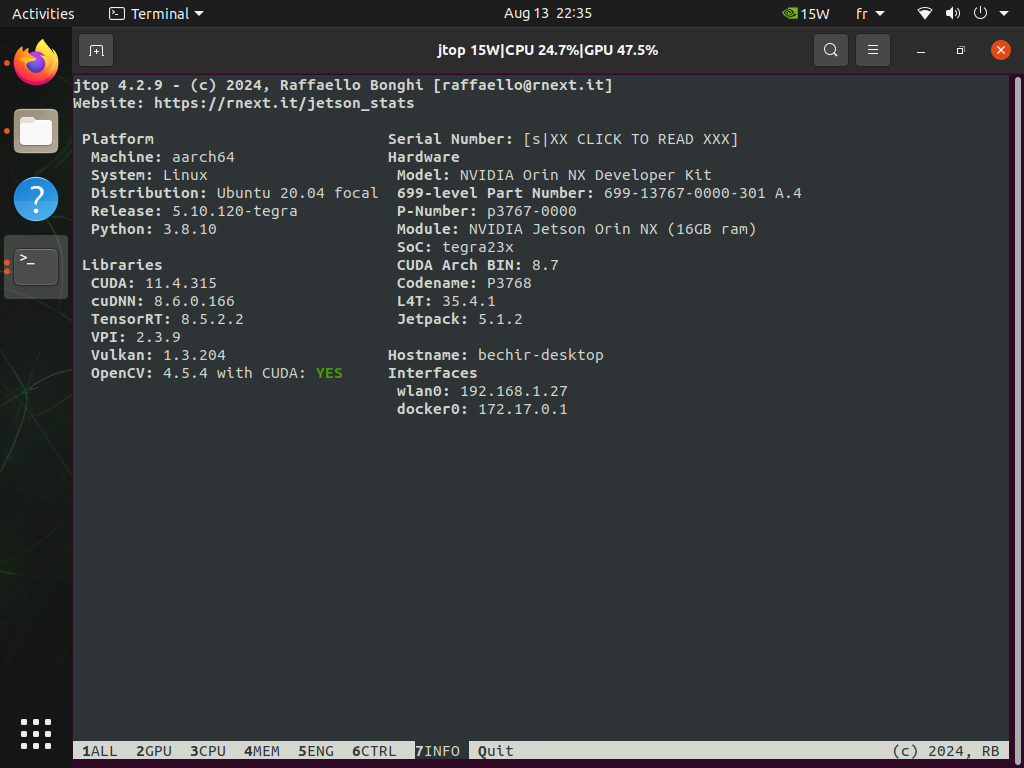 Activities Terminal Aug 13 22:35 15W fr
jtop 15W|CPU 24.7%|GPU 47.5%
jtop 4.2.9 - (c) 2024, Raffaello Bonghi [raffaello@rnext.it]
Website: https://rnext.it/jetson_stats
Platform
Machine: aarch64
System: Linux
Distribution: Ubuntu 20.04 focal
Release: 5.10.120-tegra
Python: 3.8.10
Libraries
CUDA: 11.4.315
cuDNN: 8.6.0.166
TensorRT: 8.5.2.2
VPI: 2.3.9
Vulkan: 1.3.204
OpenCV: 4.5.4 with CUDA: YES
Serial Number: [s|XX CLICK TO READ XXX]
Hardware
Model: NVIDIA Orin NX Developer Kit
699-level Part Number: 699-13767-0000-301 A.4
P-Number: p3767-0000
Module: NVIDIA Jetson Orin NX (16GB ram)
SoC: tegra23x
CUDA Arch BIN: 8.7
Codename: P3768
L4T: 35.4.1
Jetpack: 5.1.2
Hostname: bechir-desktop
Interfaces
wlan0: 192.168.1.27
docker0: 172.17.0.1
1ALL 2GPU 3CPU 4MEM 5ENG 6CTRL 7INFO Quit (c) 2024, RB